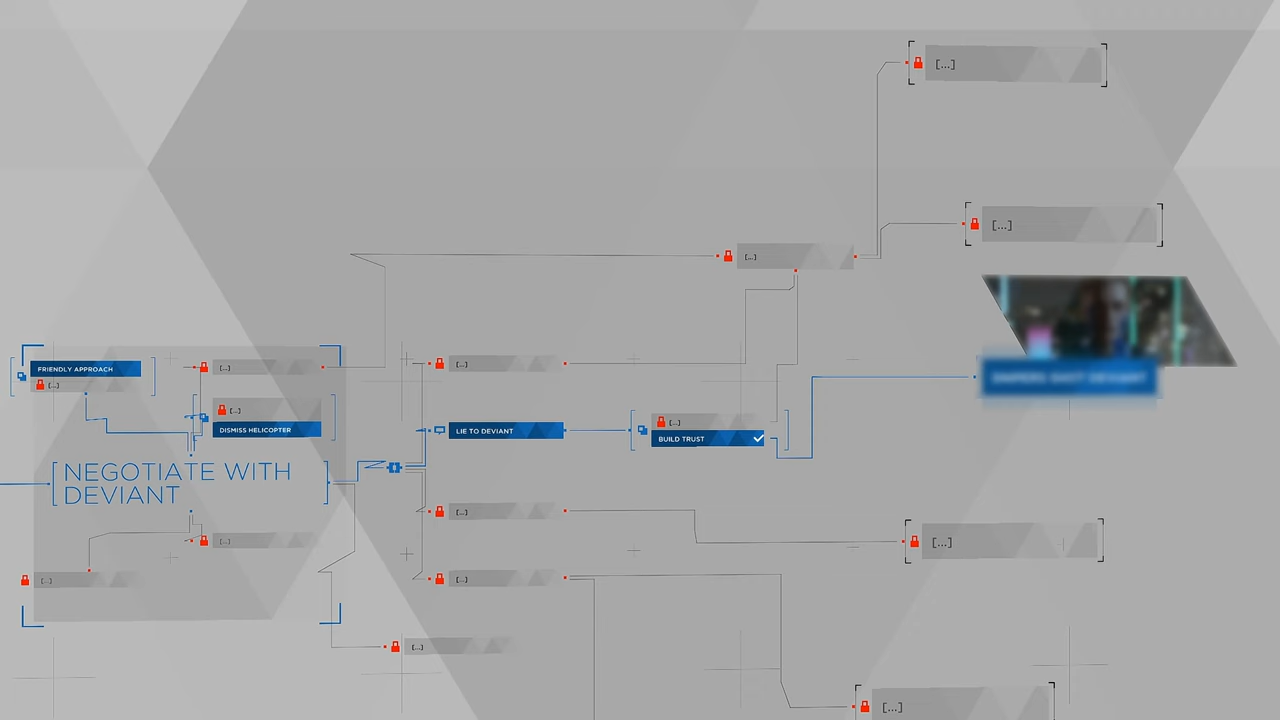 [...]
[...]
[...]
FRIENDLY APPROACH
[...]
[...]
[...]
DISMISS HELICOPTER
[...]
LIE TO DEVIANT
[...]
BUILD TRUST
NEGOTIATE WITH
DEVIANT
[...]
[...]
[...]
[...]
[...]
[...]
[...]